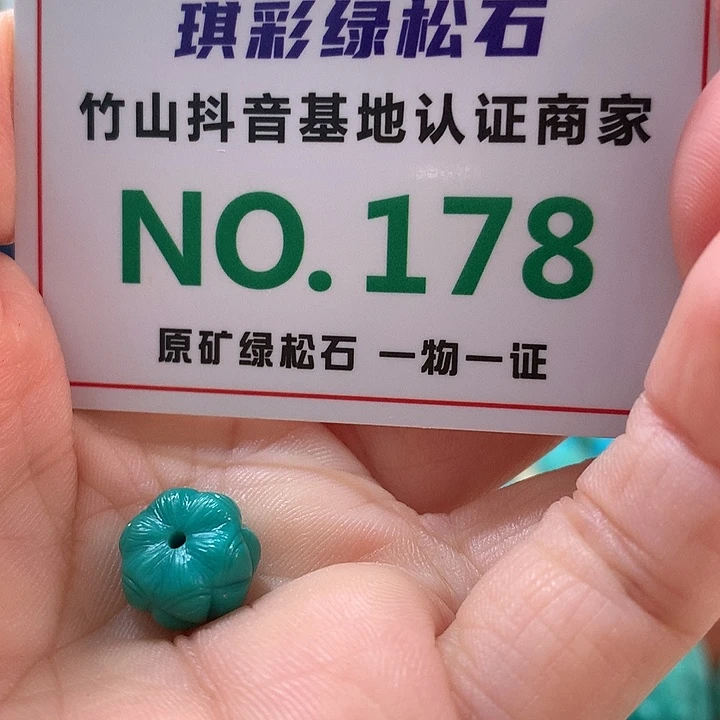 琪彩绿松石
竹山抖音基地认证商家
NO.178
原矿绿松石 一物一证